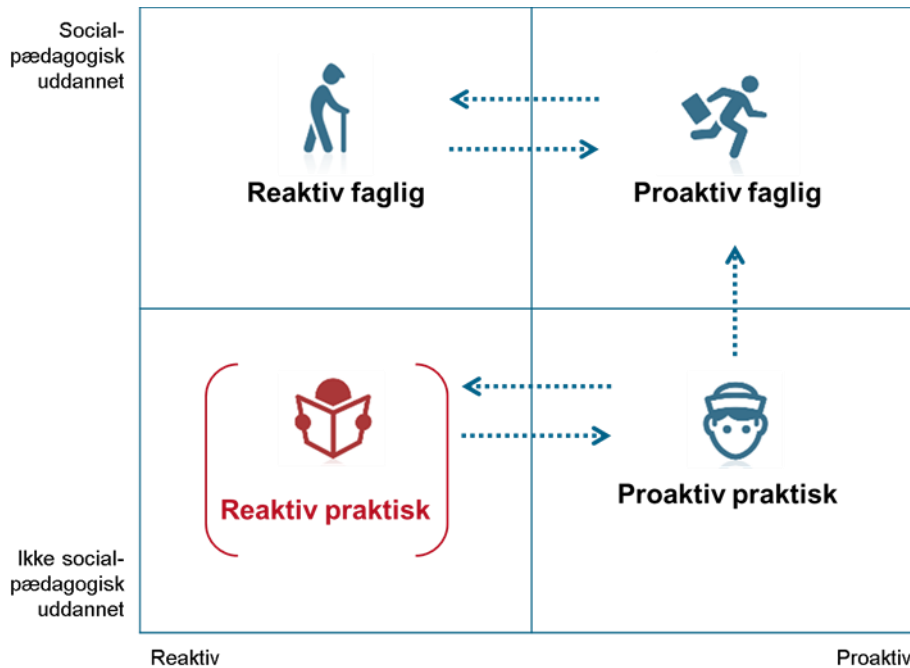 Social-
pædagogisk
uddannet
Reaktiv faglig
Proaktiv faglig
Reaktiv praktisk
Proaktiv praktisk
Ikke social-
pædagogisk
uddannet
Reaktiv
Proaktiv